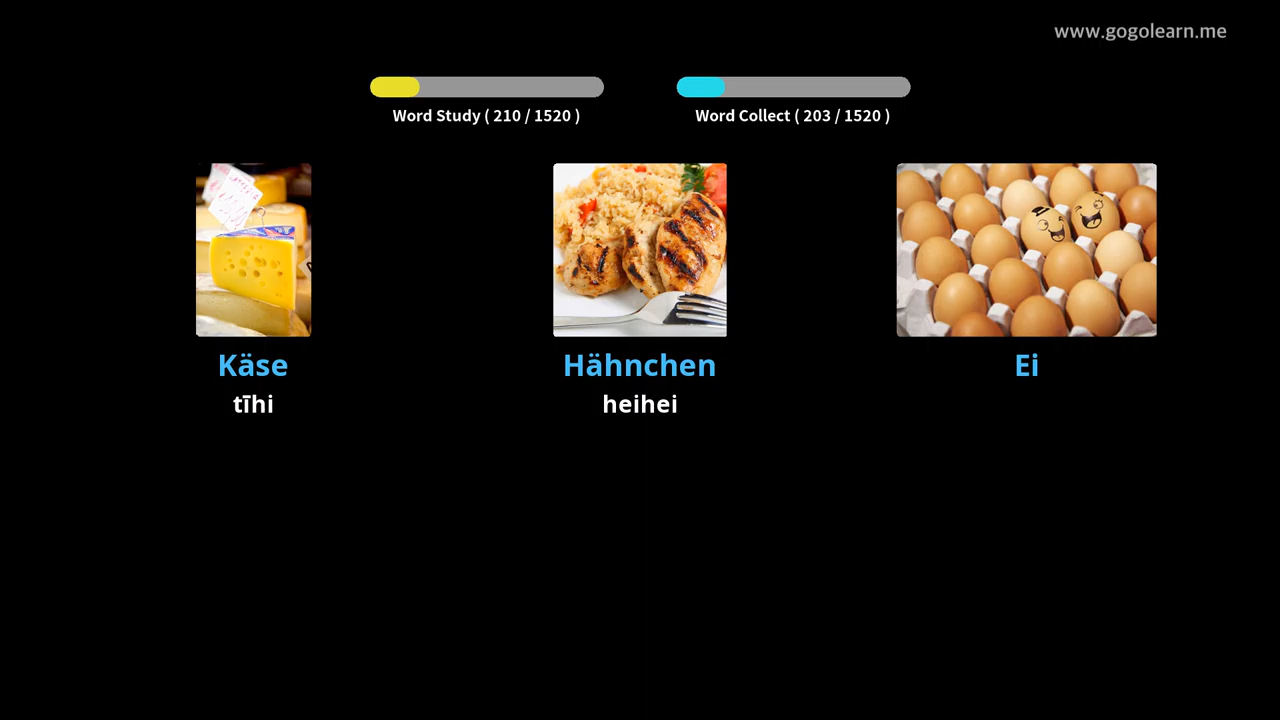 www.gogolearn.me
Word Study ( 210 / 1520 )
Word Collect ( 203 / 1520 )
Käse
Hähnchen
Ei
tīhi
heihei